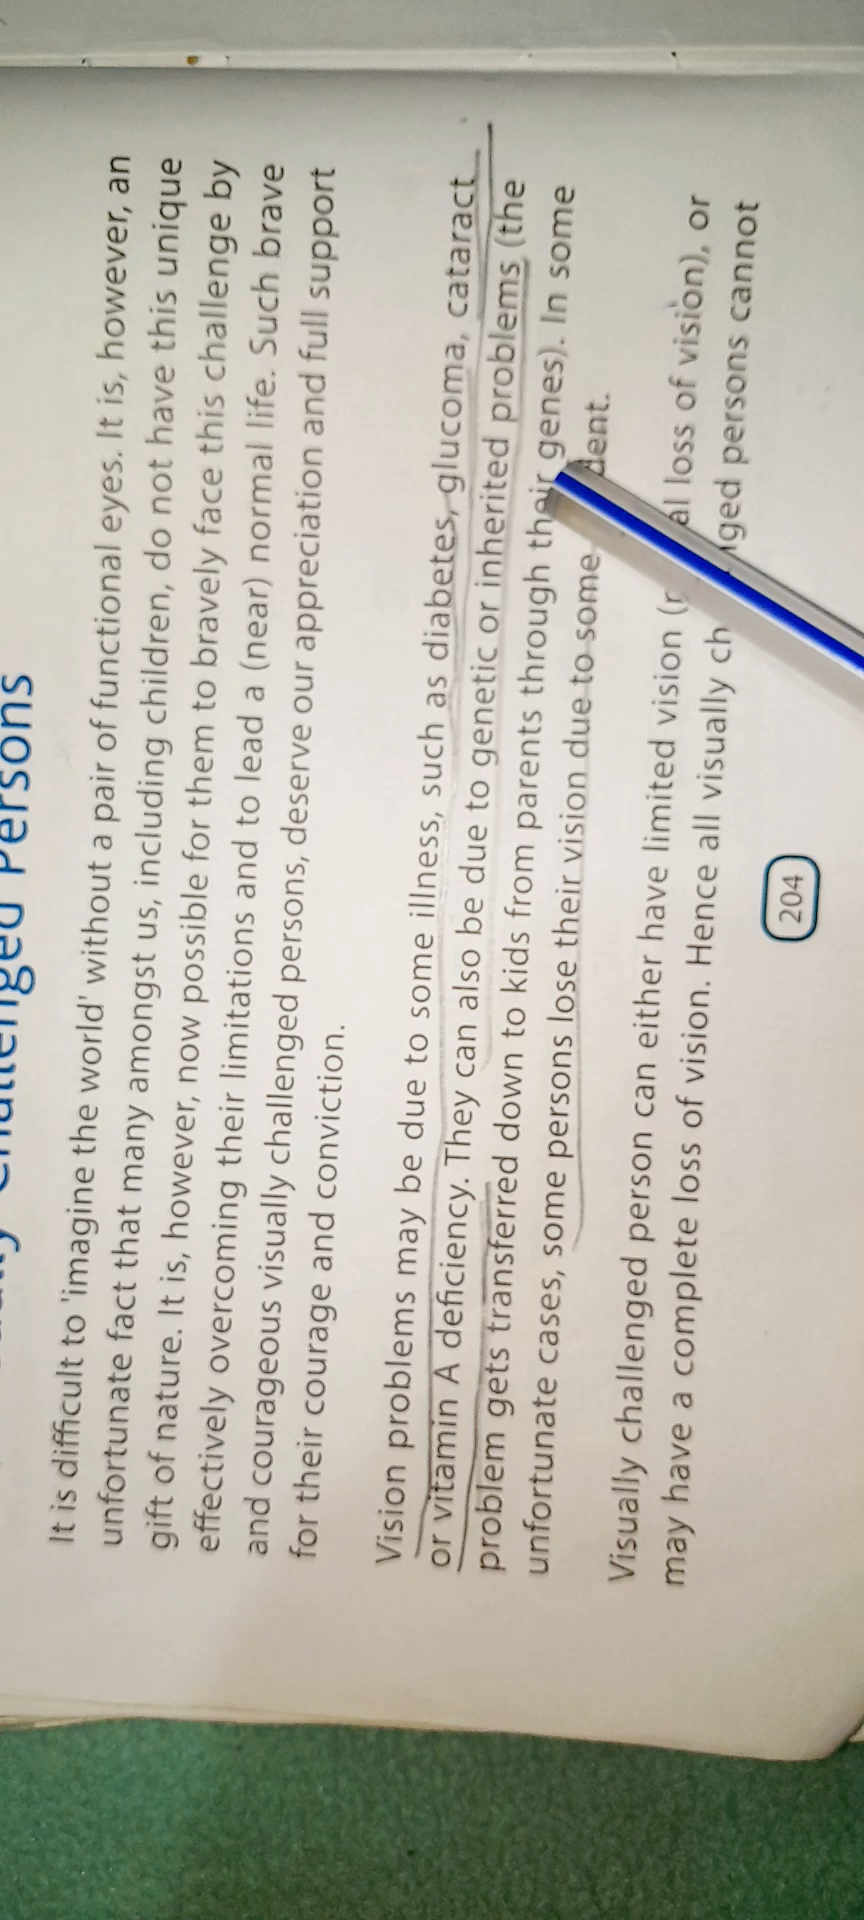 Challenged Persons
It is difficult to 'imagine the world' without a pair of functional eyes. It is, however, an
unfortunate fact that many amongst us, including children, do not have this unique
gift of nature. It is, however, now possible for them to bravely face this challenge by
effectively overcoming their limitations and to lead a (near) normal life. Such brave
and courageous visually challenged persons, deserve our appreciation and full support
for their courage and conviction.
Vision problems may be due to some illness, such as diabetes, glucoma, cataract
or vitamin A deficiency. They can also be due to genetic or inherited problems (the
problem gets transferred down to kids from parents through their genes). In some
unfortunate cases, some persons lose their vision due to some
Visually challenged person can either have limited vision ( loss of vision), or
may have a complete loss of vision. Hence all visually persons cannot
204